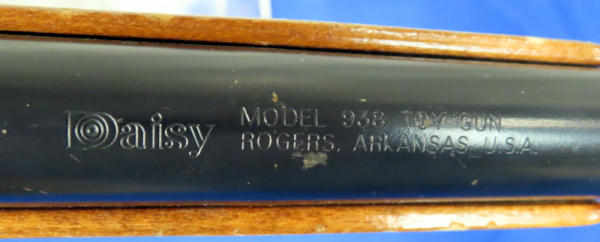 Daisy
MODEL 938 TOY GUN
ROGERS, ARKANSAS U.S.A.